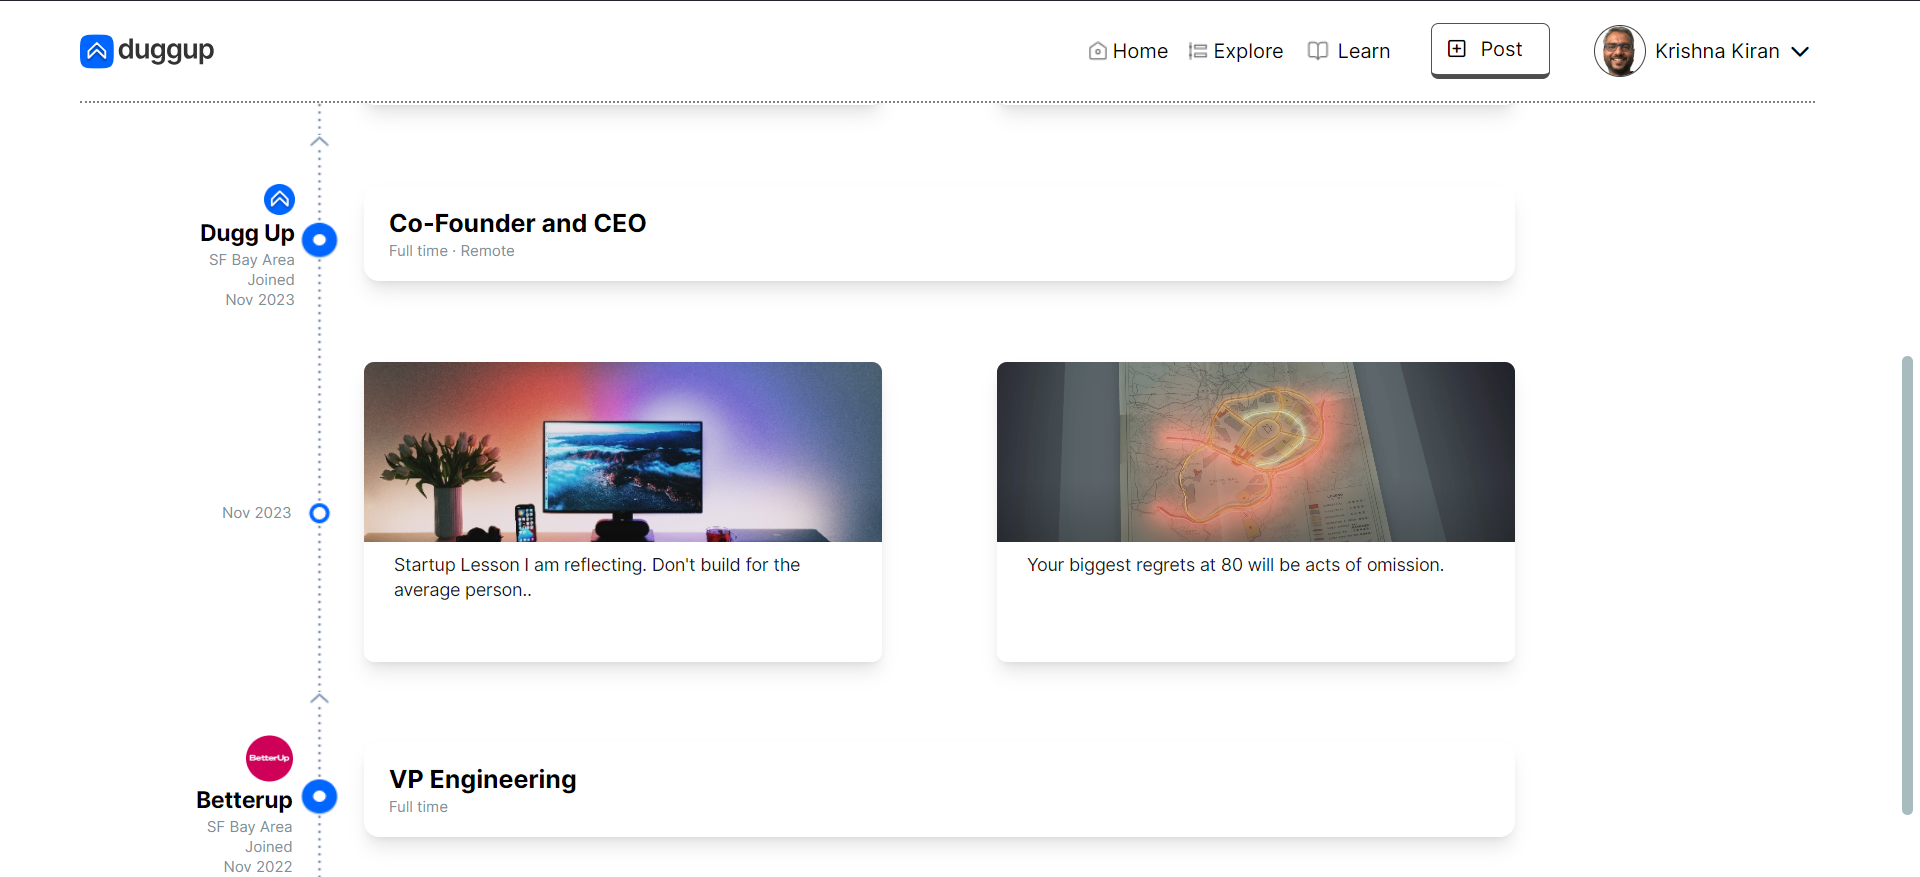 duggup
Home
Explore
Learn
Post
Krishna Kiran
Dugg Up
SF Bay Area
Joined
Nov 2023
Co-Founder and CEO
Full time · Remote
Nov 2023
Startup Lesson I am reflecting. Don't build for the
average person..
Your biggest regrets at 80 will be acts of omission.
BetterUp
Betterup
SF Bay Area
Joined
Nov 2022
VP Engineering
Full time